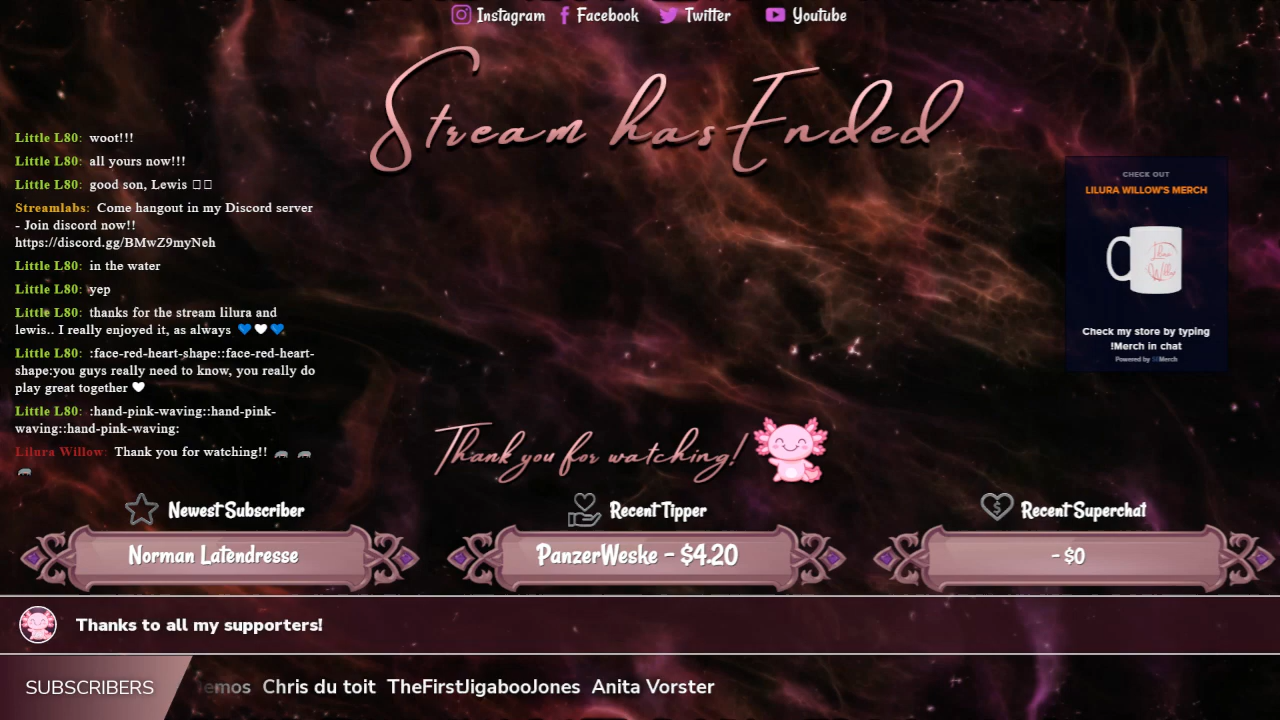 Instagram Facebook Twitter Youtube
Stream has Ended
Little L80: woot!!!
Little L80: all yours now!!!
Little L80: good son, Lewis
Streamlabs: Come hangout in my Discord server
- Join discord now!!
https://discord.gg/BMwZ9myNeh
Little L80: in the water
Little L80: yep
Little L80: thanks for the stream lilura and
lewis.. I really enjoyed it, as always 💙🤍💙
Little L80: :face-red-heart-shape::face-red-heart-
shape:you guys really need to know, you really do
play great together 🤍
Little L80: :hand-pink-waving::hand-pink-
waving::hand-pink-waving:
Lilura Willow: Thank you for watching!!
CHECK OUT
LILURA WILLOW'S MERCH
Lilura
Willow
Check my store by typing
!Merch in chat
Powered by Merch
Thank you for watching!
Newest Subscriber
Norman Latendresse
Recent Tipper
PanzerWeske - $4.20
Recent Superchat
- $0
Thanks to all my supporters!
SUBSCRIBERS
emos Chris du toit TheFirstJigabooJones Anita Vorster